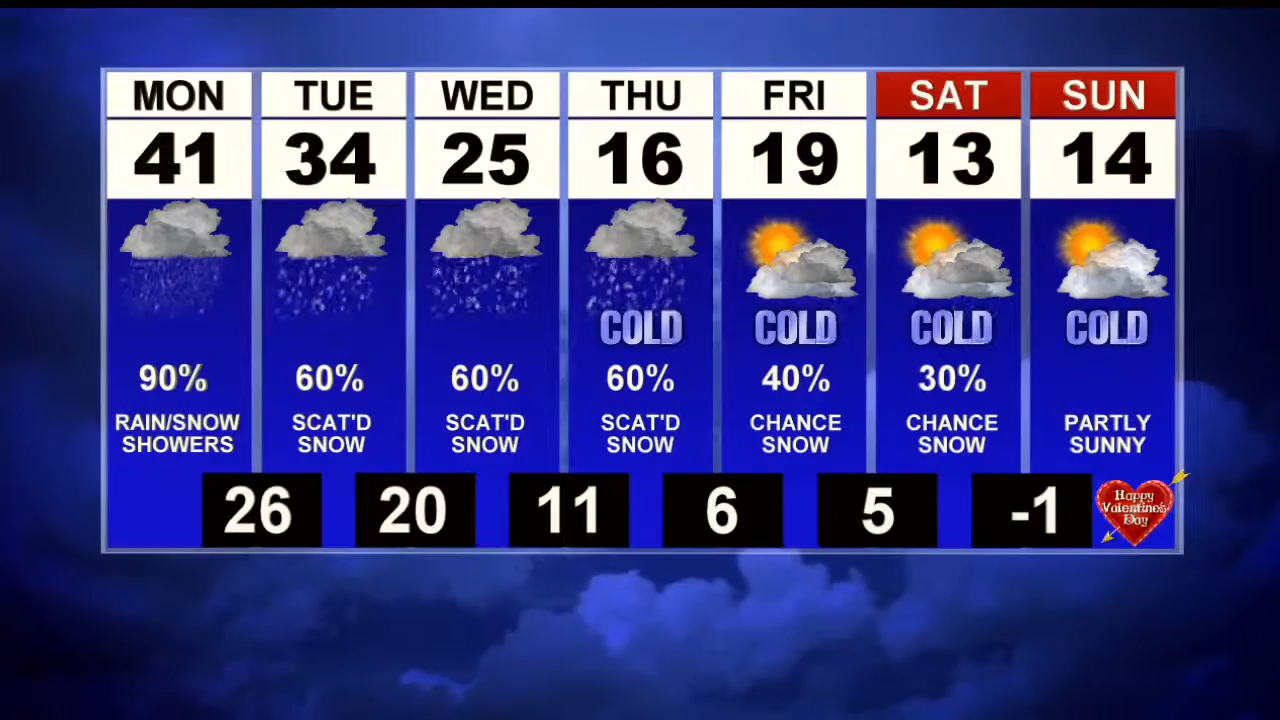 MON TUE WED THU FRI SAT SUN
41 34 25 16 19 13 14
COLD COLD COLD COLD
90% 60% 60% 60% 40% 30%
RAIN/SNOW SCAT'D SCAT'D SCAT'D CHANCE CHANCE PARTLY
SHOWERS SNOW SNOW SNOW SNOW SNOW SUNNY
26 20 11 6 5 -1
Happy
Valentine's
Day